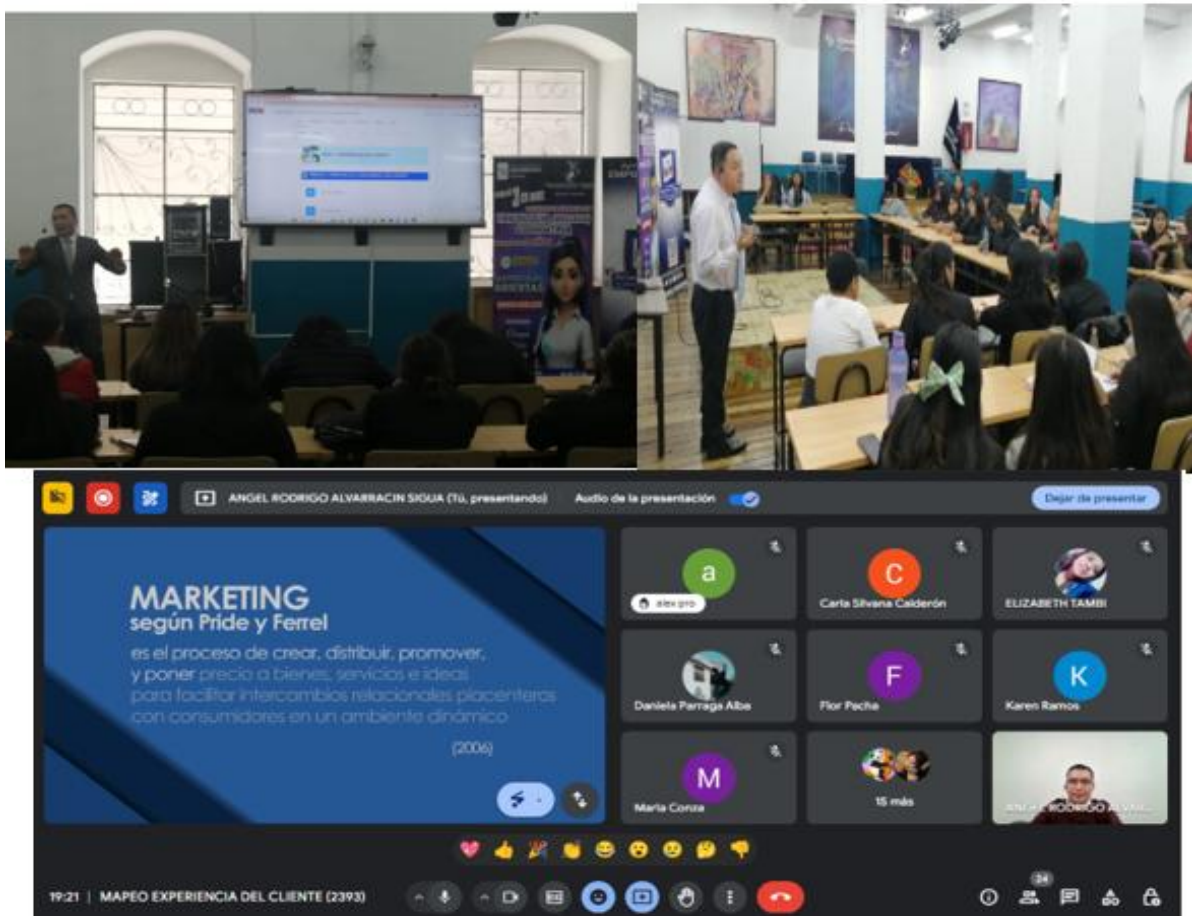 ANGEL RODRIGO ALVARRACIN SIGUA (Tú, presentando)
Audio de la presentación
Dejar de presentar
MARKETING
según Pride y Ferrel
es el proceso de crear, distribuir, promover,
y poner precio a bienes, servicios e ideas
para facilitar intercambios relacionales placenteros
con consumidores en un ambiente dinámico
(2006)
a
alex pro
C
Carla Silvana Calderón
ELIZABETH TAMBI
Daniela Parraga Alba
F
Flor Pacha
K
Karen Ramos
M
Maria Conza
15 más
ANGEL RODRIGO ALVAR...
19:21 | MAPEO EXPERIENCIA DEL CLIENTE (2393)
24